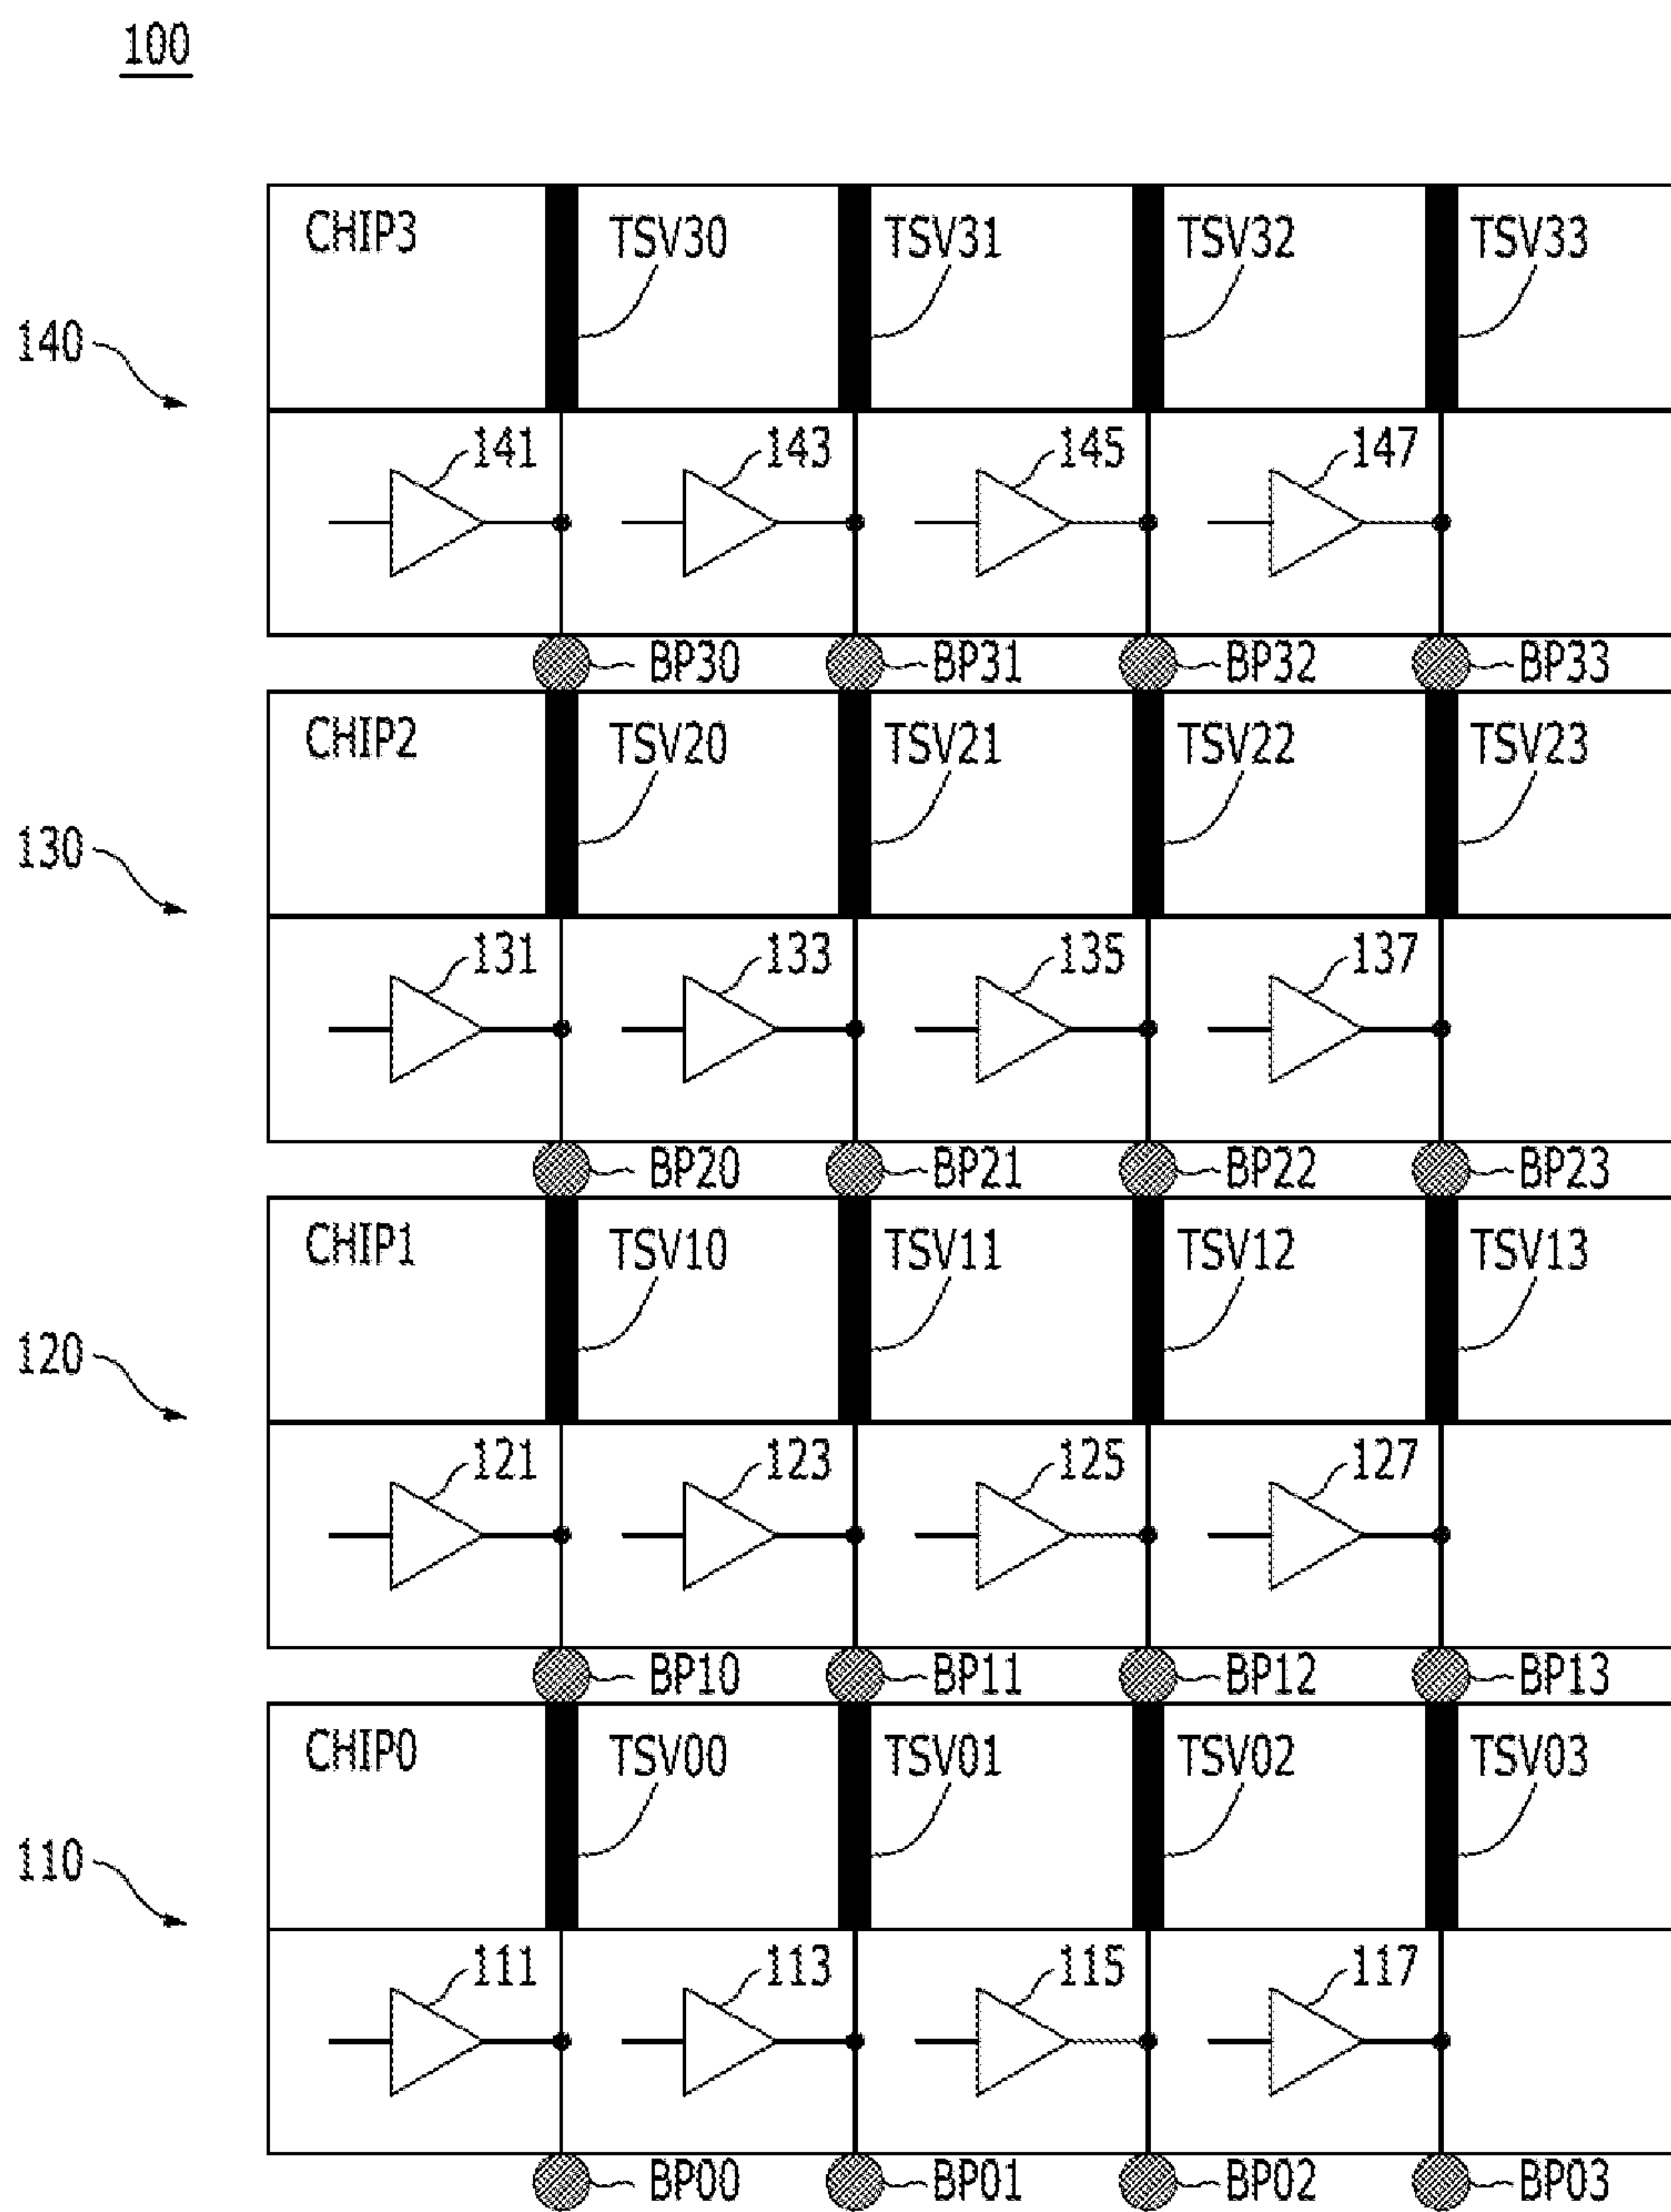 100
CHIP3 TSV30 TSV31 TSV32 TSV33
140
141 143 145 147
BP30 BP31 BP32 BP33
CHIP2 TSV20 TSV21 TSV22 TSV23
130
131 133 135 137
BP20 BP21 BP22 BP23
CHIP1 TSV10 TSV11 TSV12 TSV13
120
121 123 125 127
BP10 BP11 BP12 BP13
CHIP0 TSV00 TSV01 TSV02 TSV03
110
111 113 115 117
BP00 BP01 BP02 BP03